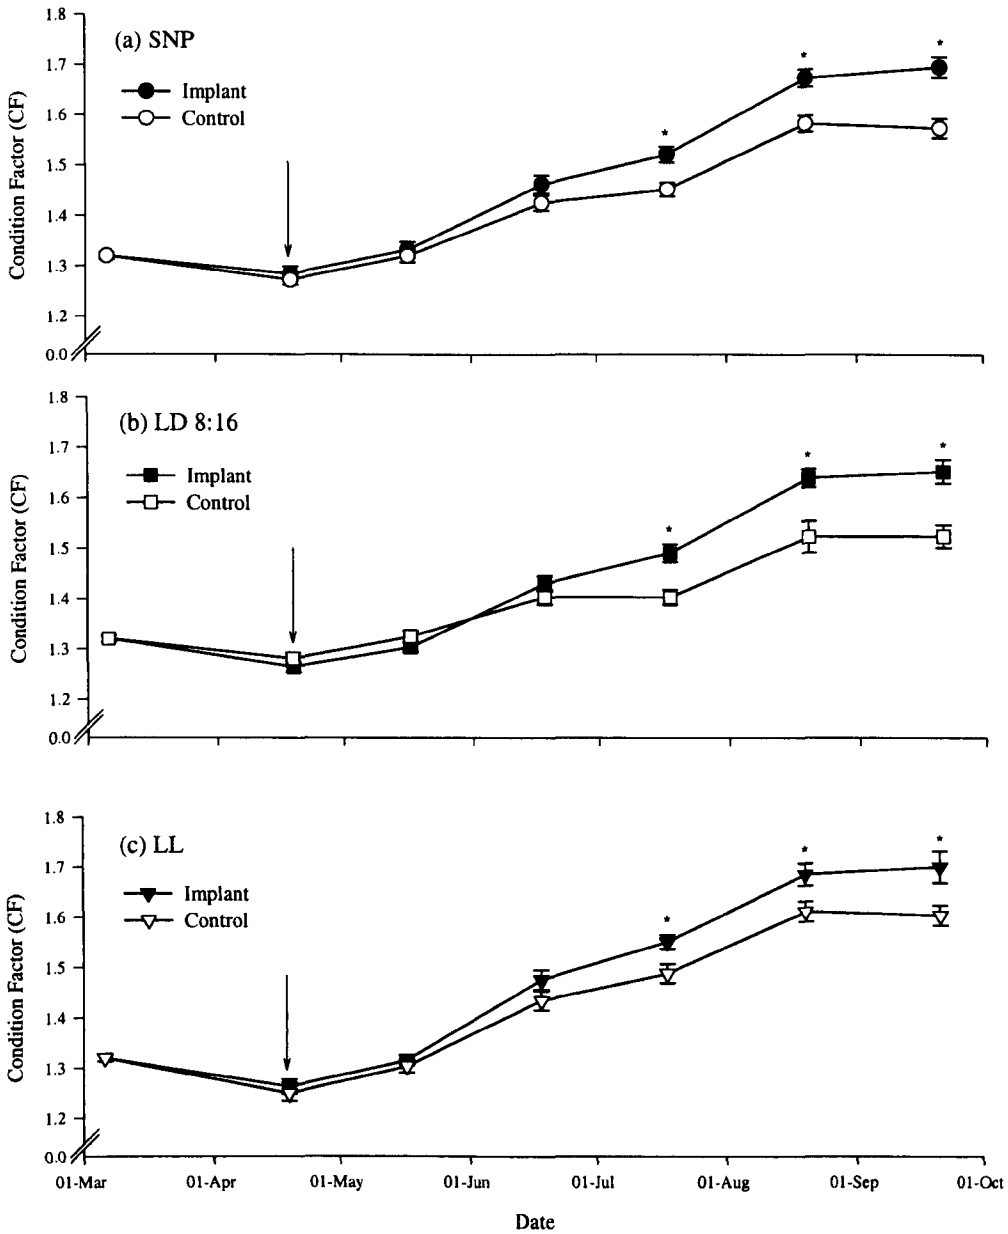 (a) SNP
Implant
Control
Condition Factor (CF)
1.8
1.7
1.6
1.5
1.4
1.3
1.2
0.0
*
*
*
(b) LD 8:16
Implant
Control
Condition Factor (CF)
1.8
1.7
1.6
1.5
1.4
1.3
1.2
0.0
*
*
*
(c) LL
Implant
Control
Condition Factor (CF)
1.8
1.7
1.6
1.5
1.4
1.3
1.2
0.0
*
*
*
01-Mar 01-Apr 01-May 01-Jun 01-Jul 01-Aug 01-Sep 01-Oct
Date